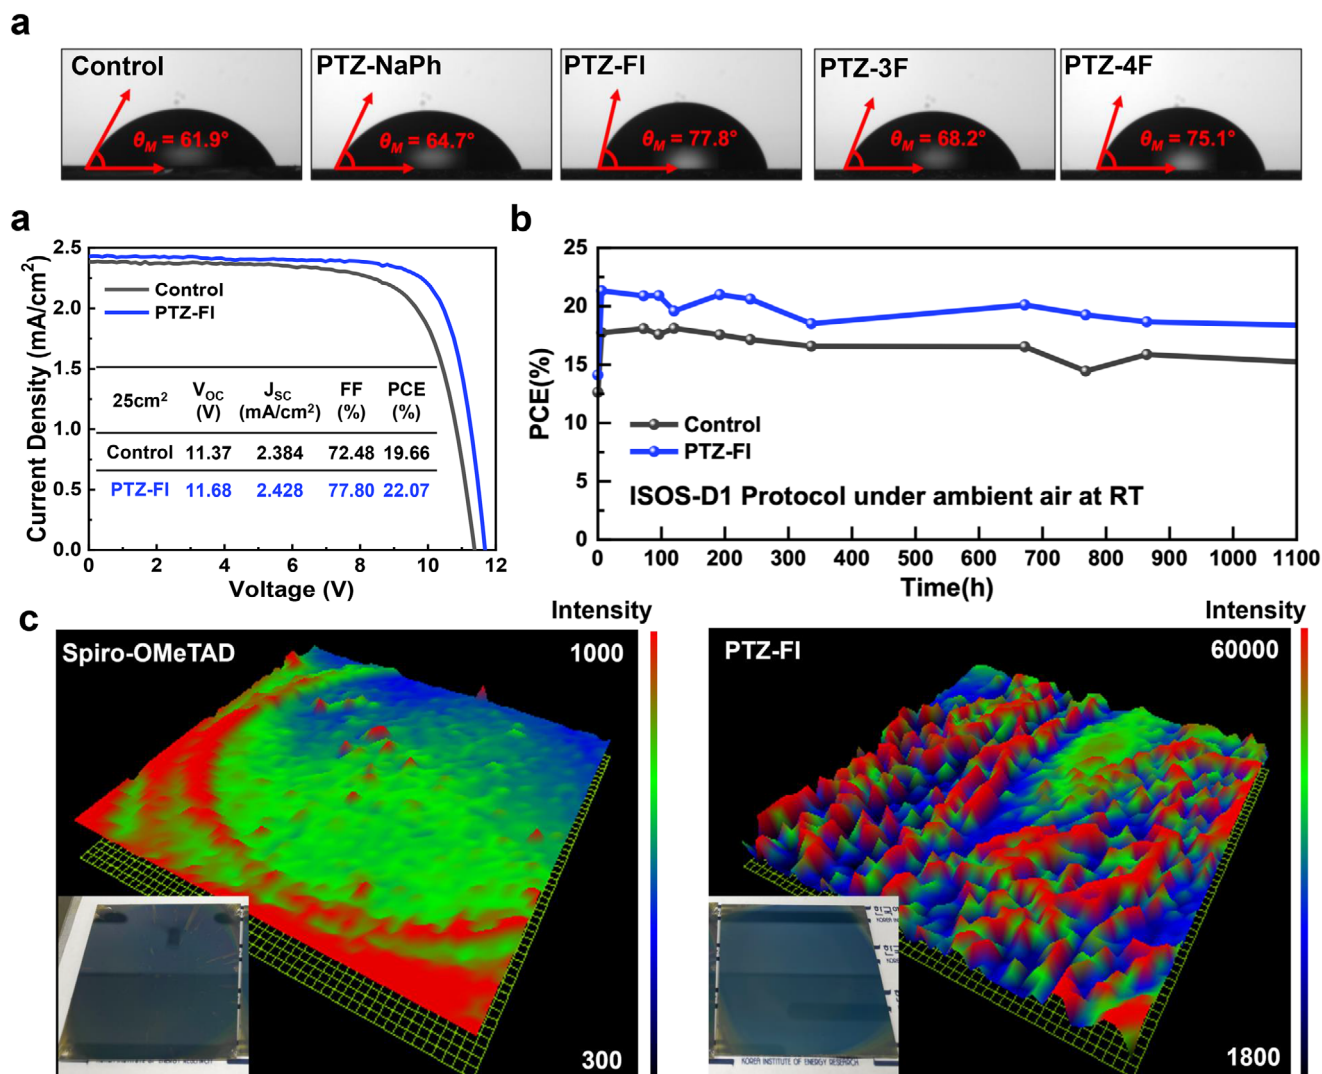 a
Control
θM = 61.9°
PTZ-NaPh
θM = 64.7°
PTZ-FI
θM = 77.8°
PTZ-3F
θM = 68.2°
PTZ-4F
θM = 75.1°
a
Current Density (mA/cm²)
2.5
2.0
1.5
1.0
0.5
0.0
Control
PTZ-FI
25cm² VOC (V) JSC (mA/cm²) FF (%) PCE (%)
Control 11.37 2.384 72.48 19.66
PTZ-FI 11.68 2.428 77.80 22.07
0 2 4 6 8 10 12
Voltage (V)
b
PCE(%)
25
20
15
10
5
0
Control
PTZ-FI
ISOS-D1 Protocol under ambient air at RT
0 100 200 300 400 500 600 700 800 900 1000 1100
Time(h)
c
Intensity
Spiro-OMeTAD
1000
300
Intensity
PTZ-FI
60000
1800
KOREA INSTITUTE OF ENERGY RESEARCH